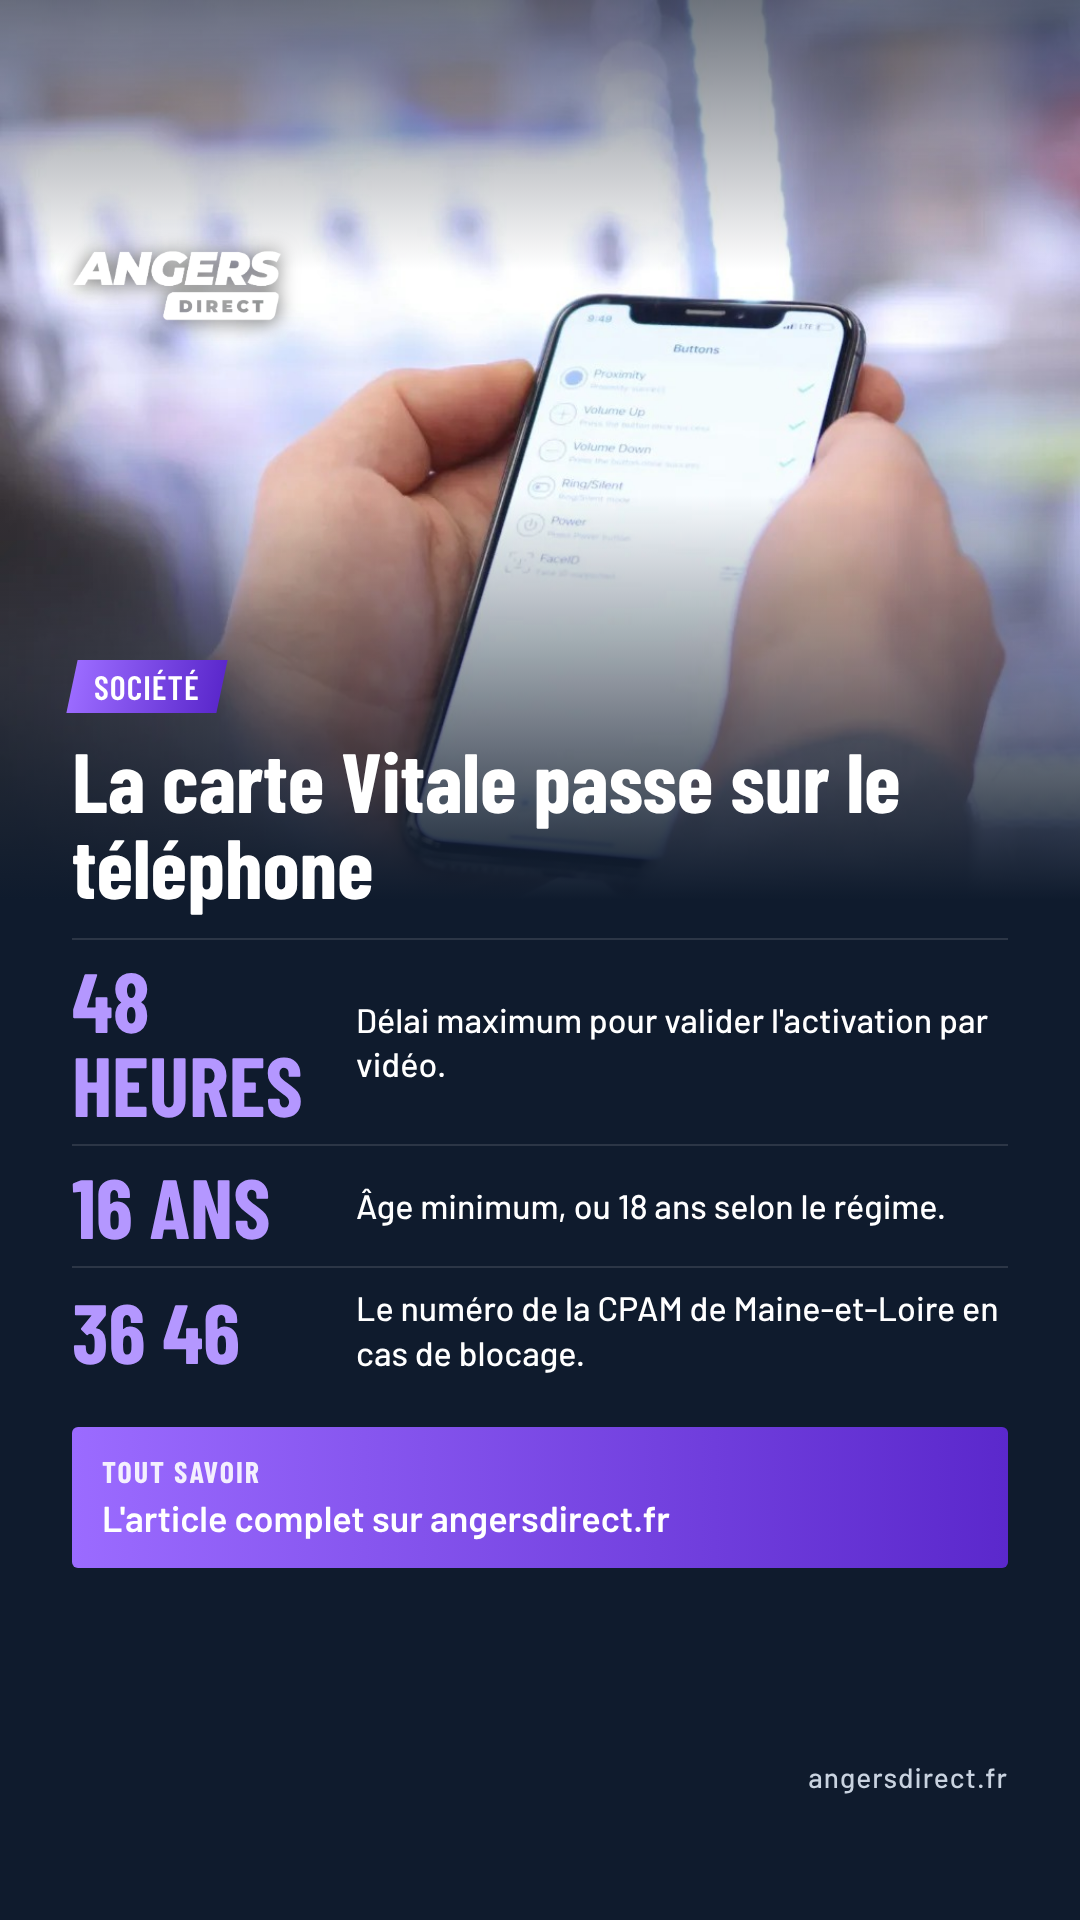 ANGERS
DIRECT
9:49
LTE
Buttons
Proximity
Volume Up
Volume Down
Ring/Silent
Power
FaceID
SOCIÉTÉ
La carte Vitale passe sur le
téléphone
48
HEURES
Délai maximum pour valider l'activation par
vidéo.
16 ANS
Âge minimum, ou 18 ans selon le régime.
36 46
Le numéro de la CPAM de Maine-et-Loire en
cas de blocage.
TOUT SAVOIR
L'article complet sur angersdirect.fr
angersdirect.fr